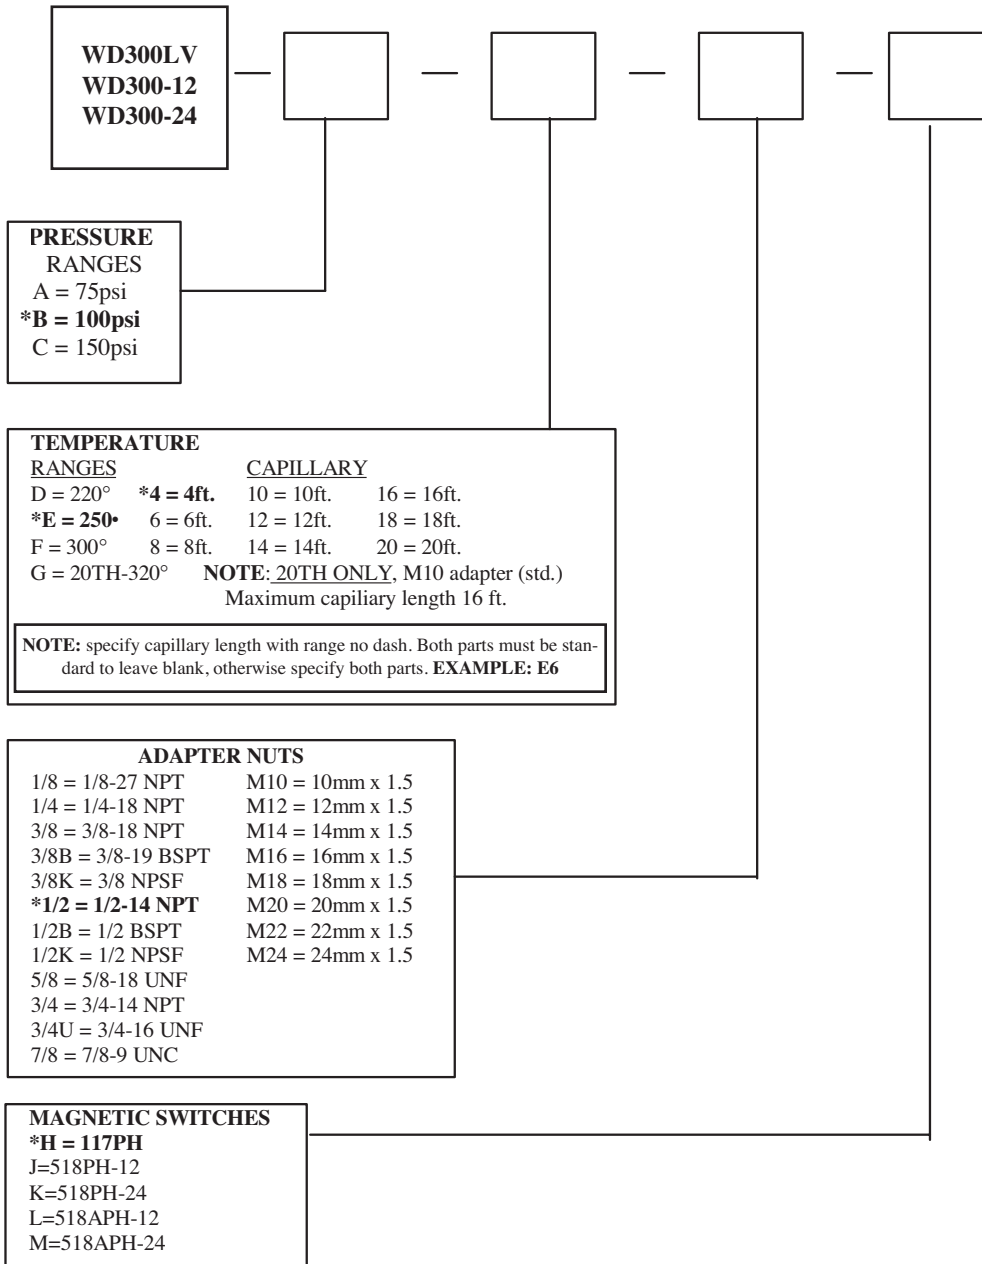 WD300LV
WD300-12
WD300-24
PRESSURE
RANGES
A = 75psi
*B = 100psi
C = 150psi
TEMPERATURE
RANGES CAPILLARY
D = 220° *4 = 4ft. 10 = 10ft. 16 = 16ft.
*E = 250• 6 = 6ft. 12 = 12ft. 18 = 18ft.
F = 300° 8 = 8ft. 14 = 14ft. 20 = 20ft.
G = 20TH-320° NOTE: 20TH ONLY, M10 adapter (std.)
Maximum capiliary length 16 ft.
NOTE: specify capillary length with range no dash. Both parts must be stan-
dard to leave blank, otherwise specify both parts. EXAMPLE: E6
ADAPTER NUTS
1/8 = 1/8-27 NPT M10 = 10mm x 1.5
1/4 = 1/4-18 NPT M12 = 12mm x 1.5
3/8 = 3/8-18 NPT M14 = 14mm x 1.5
3/8B = 3/8-19 BSPT M16 = 16mm x 1.5
3/8K = 3/8 NPSF M18 = 18mm x 1.5
*1/2 = 1/2-14 NPT M20 = 20mm x 1.5
1/2B = 1/2 BSPT M22 = 22mm x 1.5
1/2K = 1/2 NPSF M24 = 24mm x 1.5
5/8 = 5/8-18 UNF
3/4 = 3/4-14 NPT
3/4U = 3/4-16 UNF
7/8 = 7/8-9 UNC
MAGNETIC SWITCHES
*H = 117PH
J=518PH-12
K=518PH-24
L=518APH-12
M=518APH-24